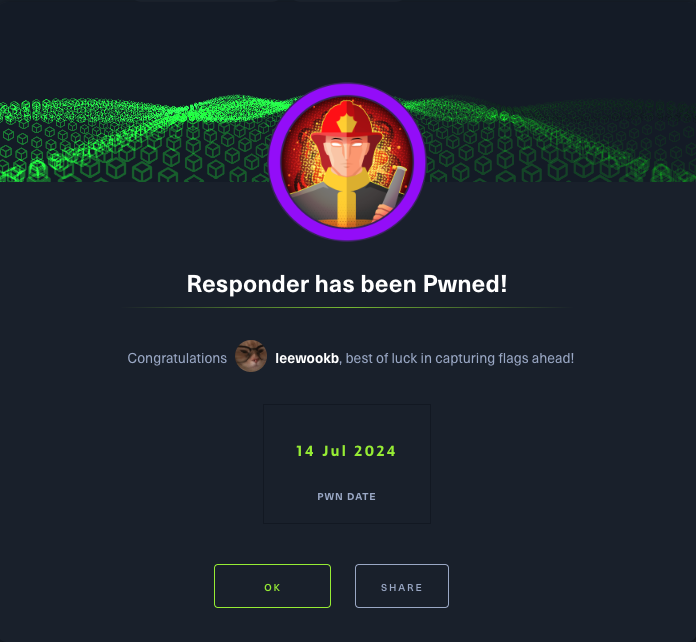 Responder has been Pwned!
Congratulations leewookb, best of luck in capturing flags ahead!
14 Jul 2024
PWN DATE
OK SHARE